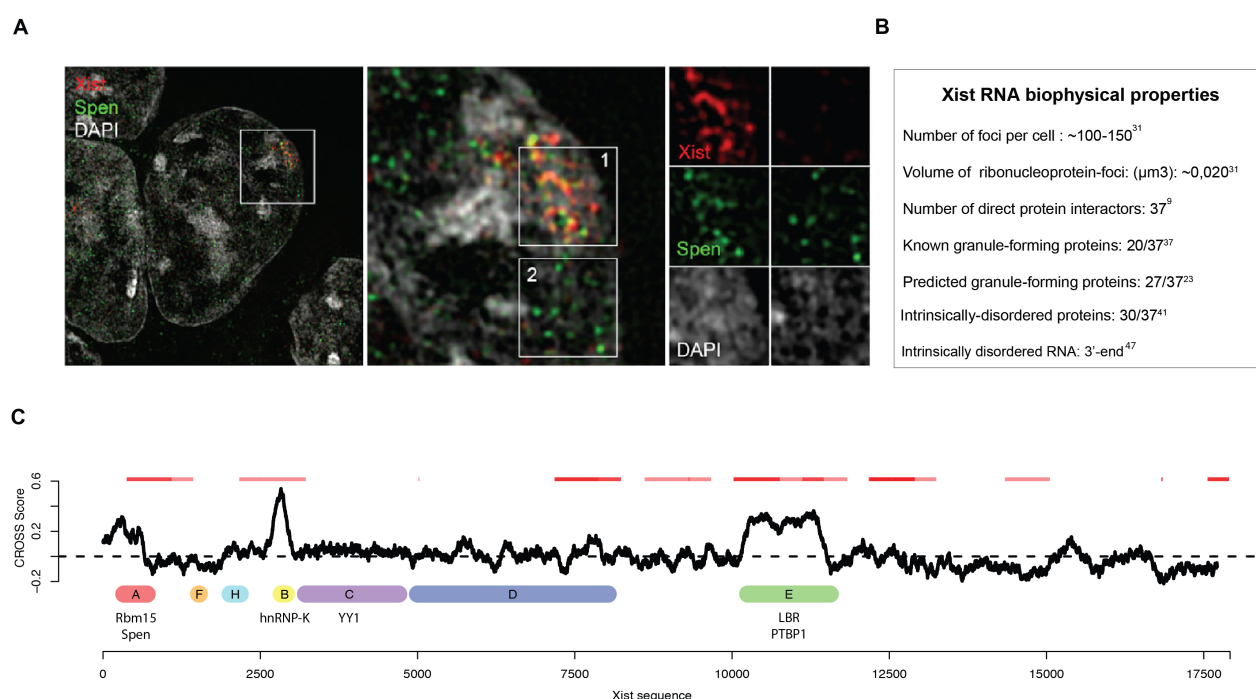 A
B
Xist
Spen
DAPI
1
2
Xist
Spen
DAPI
Xist RNA biophysical properties
Number of foci per cell : ~100-150³¹
Volume of ribonucleoprotein-foci: (µm3): ~0,020³¹
Number of direct protein interactors: 37⁹
Known granule-forming proteins: 20/37³⁷
Predicted granule-forming proteins: 27/37²³
Intrinsically-disordered proteins: 30/37⁴¹
Intrinsically disordered RNA: 3'-end⁴⁷
C
CROSS Score
0.6
0.2
−0.2
A F H B C D E
Rbm15 hnRNP-K YY1 LBR
Spen PTBP1
0 2500 5000 7500 10000 12500 15000 17500
Xist sequence